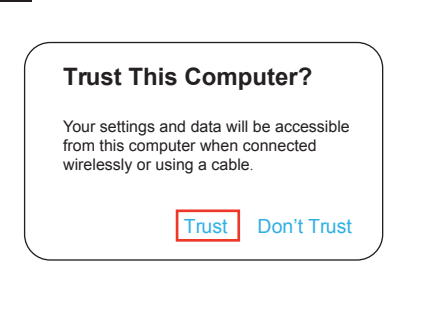 Trust This Computer?
Your settings and data will be accessible
from this computer when connected
wirelessly or using a cable.
Trust Don’t Trust